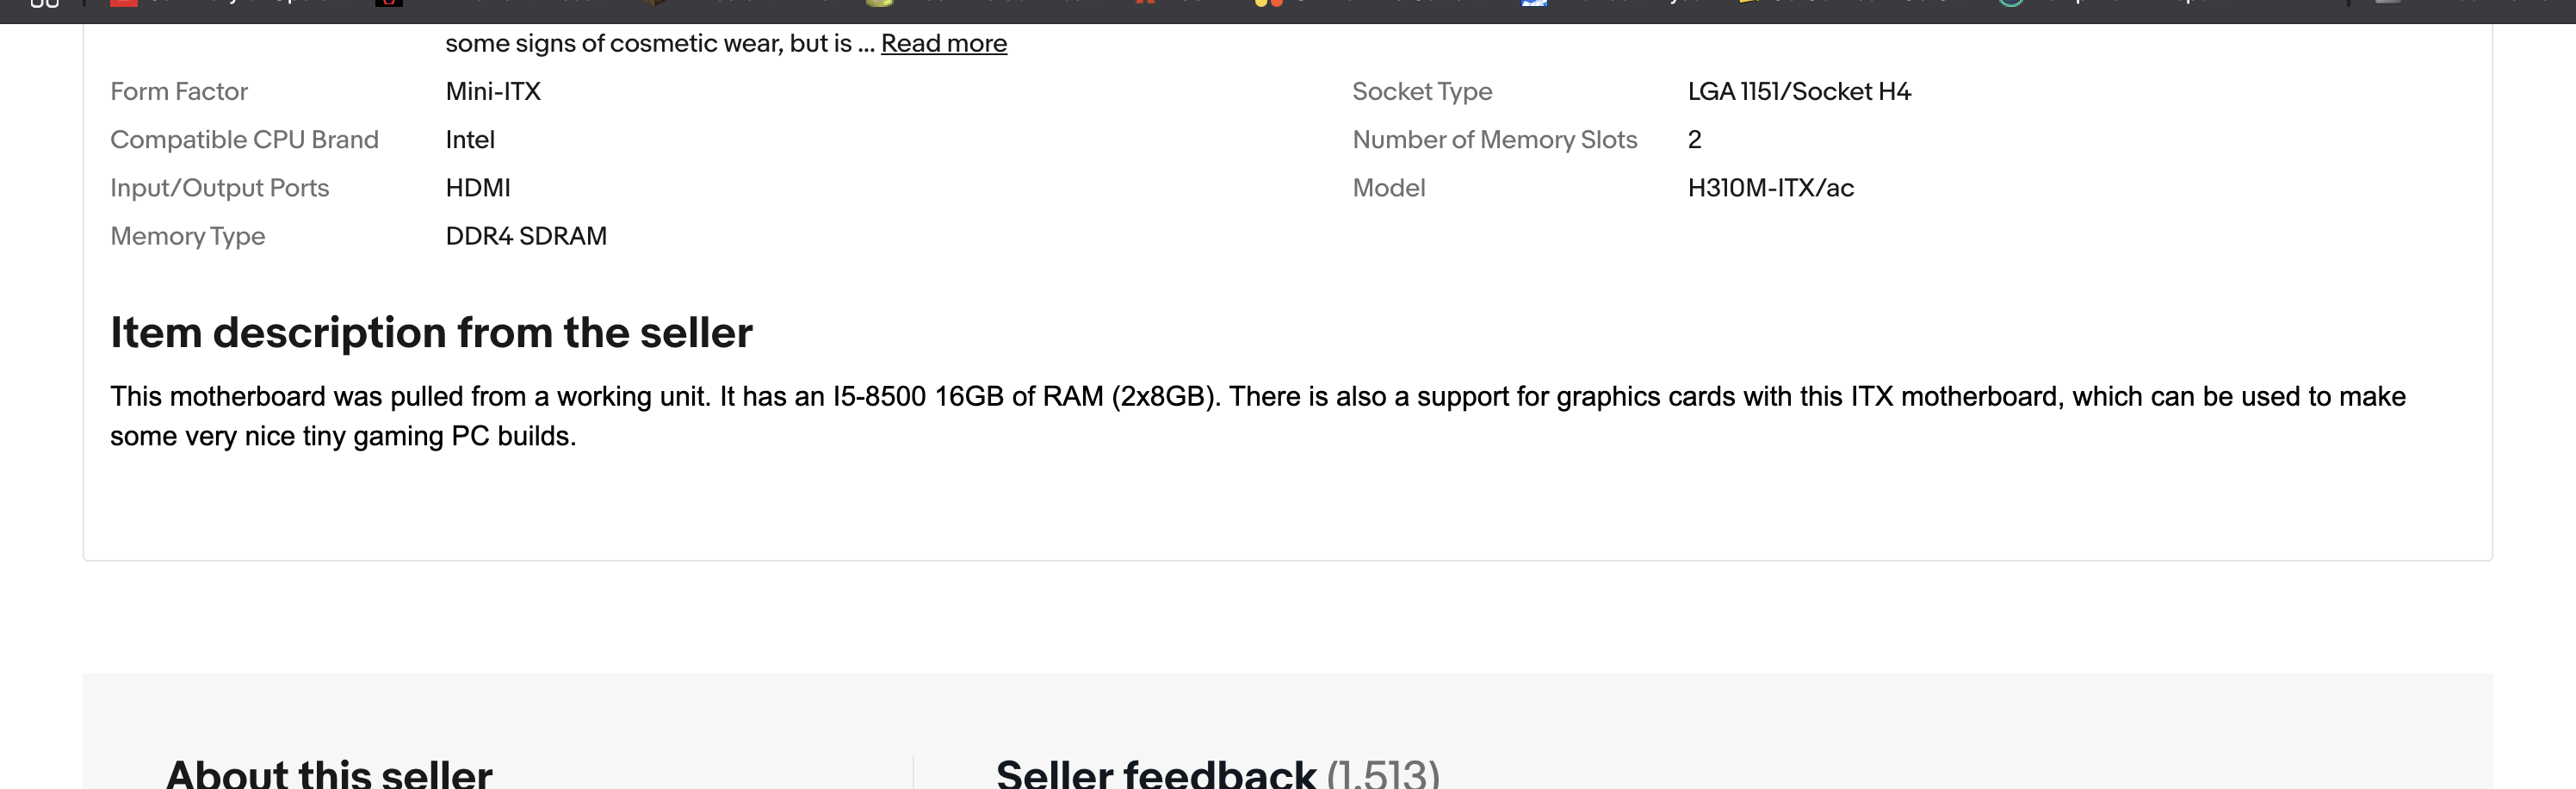 some signs of cosmetic wear, but is ... Read more
Form Factor Mini-ITX Socket Type LGA 1151/Socket H4
Compatible CPU Brand Intel Number of Memory Slots 2
Input/Output Ports HDMI Model H310M-ITX/ac
Memory Type DDR4 SDRAM
Item description from the seller
This motherboard was pulled from a working unit. It has an I5-8500 16GB of RAM (2x8GB). There is also a support for graphics cards with this ITX motherboard, which can be used to make
some very nice tiny gaming PC builds.
About this seller Seller feedback (1,513)